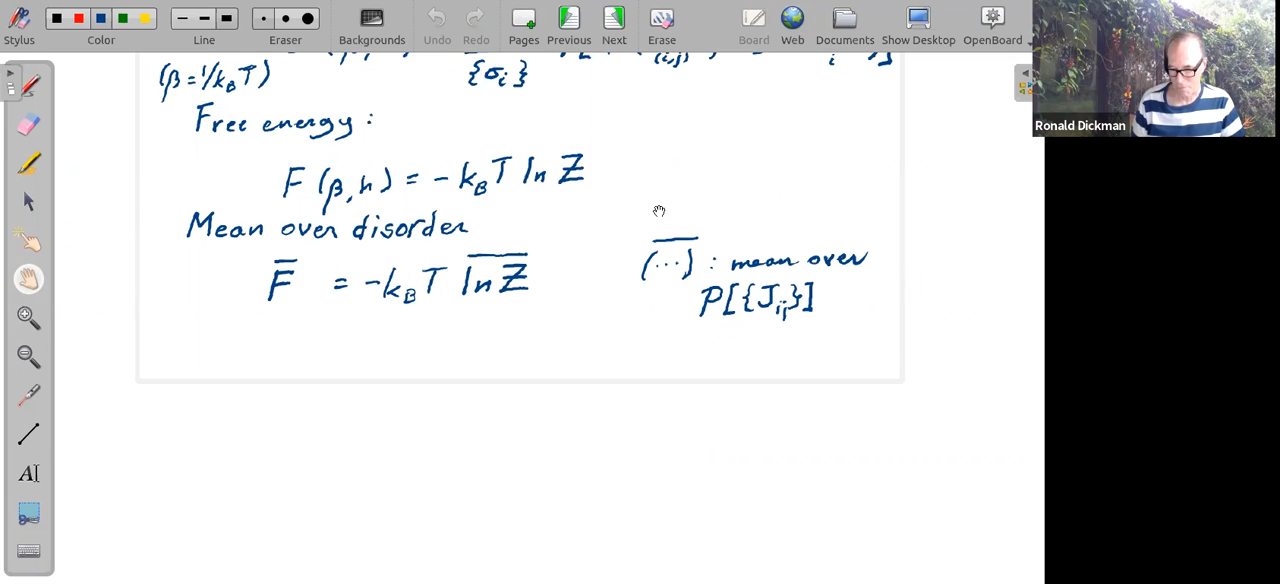 Stylus Color Line Eraser Backgrounds Undo Redo Pages Previous Next Erase Board Web Documents Show Desktop OpenBoard
(β=1/k_B T)
{σ_i}
(i,j)
i
Free energy:
F(β,h) = -k_B T ln Z
Mean over disorder
F̅ = -k_B T \overline{ln Z}
\overline{(...)} : mean over
P[{J_ij}]
Ronald Dickman